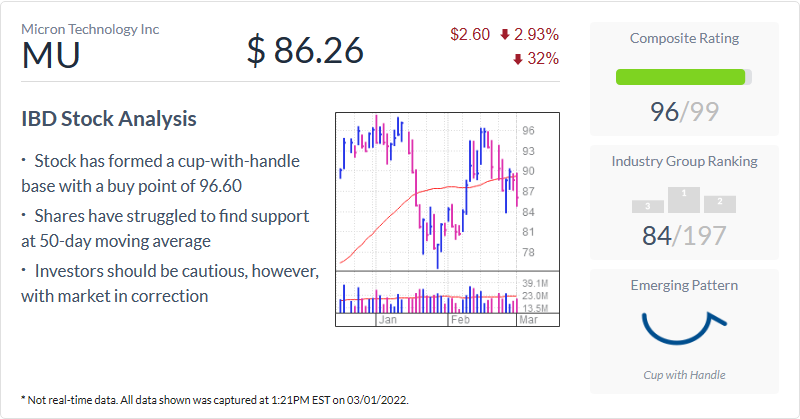 Micron Technology Inc
MU
$ 86.26
$2.60 2.93%
32%
IBD Stock Analysis
· Stock has formed a cup-with-handle
base with a buy point of 96.60
· Shares have struggled to find support
at 50-day moving average
· Investors should be cautious, however,
with market in correction
96
93
90
87
84
81
78
39.1M
23.0M
13.5M
Jan Feb Mar
Composite Rating
96/99
Industry Group Ranking
3 1 2
84/197
Emerging Pattern
Cup with Handle
* Not real-time data. All data shown was captured at 1:21PM EST on 03/01/2022.